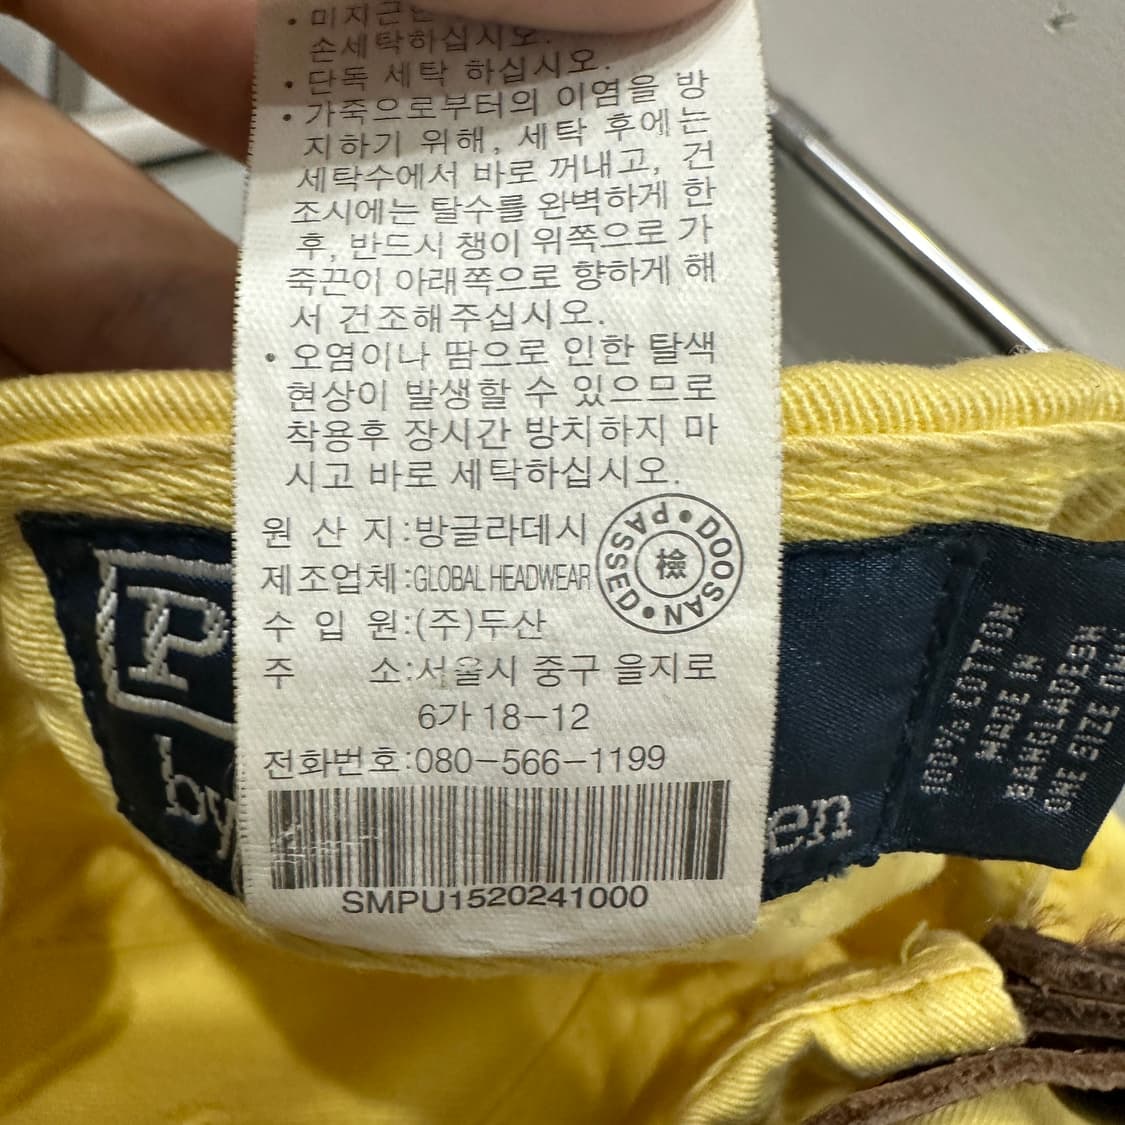 • 미지근한
손세탁하십시오.
• 단독 세탁 하십시오.
• 가죽으로부터의 이염을 방
지하기 위해, 세탁 후에는
세탁수에서 바로 꺼내고, 건
조시에는 탈수를 완벽하게 한
후, 반드시 챙이 위쪽으로 가
죽끈이 아래쪽으로 향하게 해
서 건조해주십시오.
• 오염이나 땀으로 인한 탈색
현상이 발생할 수 있으므로
착용후 장시간 방치하지 마
시고 바로 세탁하십시오.
원 산 지:방글라데시
제조업체:GLOBAL HEADWEAR
수 입 원:(주)두산
주 소:서울시 중구 을지로
6가 18-12
전화번호:080-566-1199
PASSED • DOOSAN •
檢
SMPU1520241000
P
by
en
100% COTTON
MADE IN
BANGLADESH
ONE SIZE